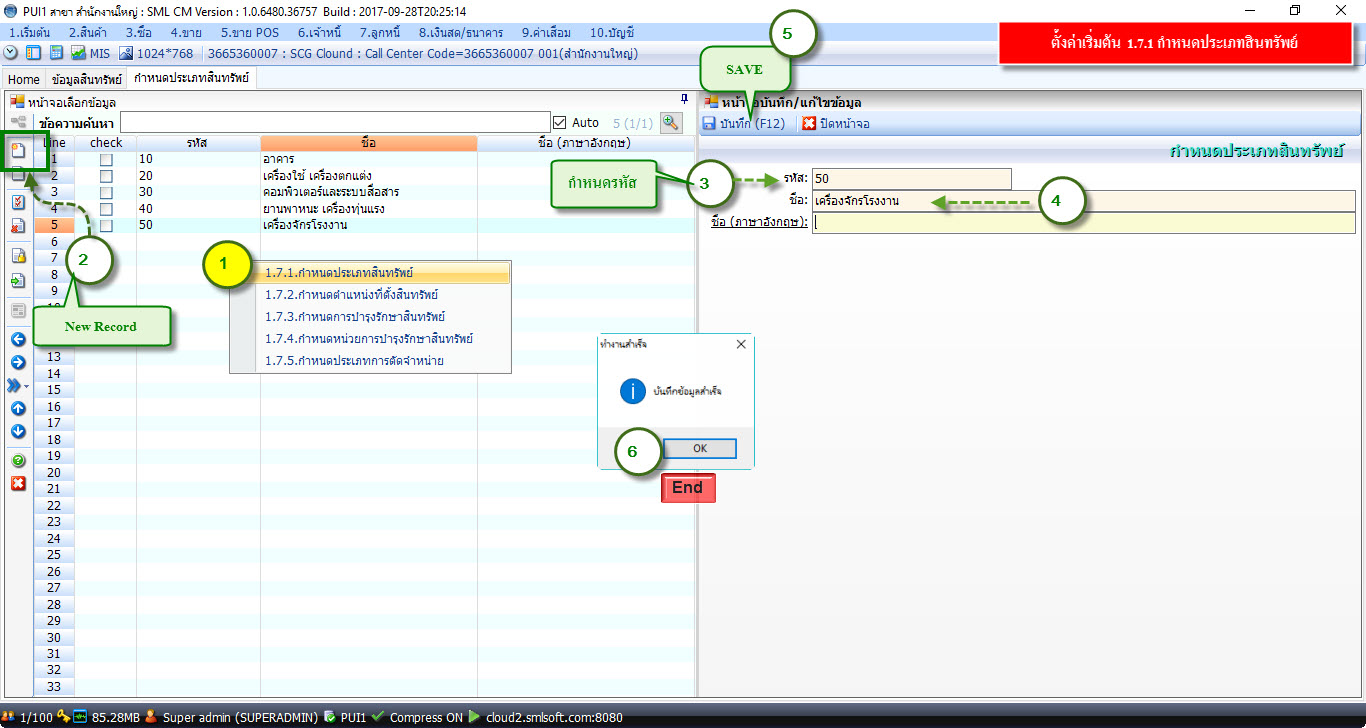 PUI1 สาขา สำนักงานใหญ่ : SML CM Version : 1.0.6480.36757 Build : 2017-09-28T20:25:14
1.เริ่มต้น 2.สินค้า 3.ซื้อ 4.ขาย 5.ขาย POS 6.เจ้าหนี้ 7.ลูกหนี้ 8.เงินสด/ธนาคาร 9.ค่าเสื่อม 10.บัญชี
5
ตั้งค่าเริ่มต้น 1.7.1 กำหนดประเภทสินทรัพย์
MIS 1024*768 3665360007 : SCG Clound : Call Center Code=3665360007 001(สำนักงานใหญ่)
SAVE
Home ข้อมูลสินทรัพย์ กำหนดประเภทสินทรัพย์
หน้าจอเลือกข้อมูล
หน้าจอบันทึก/แก้ไขข้อมูล
ข้อความค้นหา Auto 5 (1/1)
บันทึก (F12) ปิดหน้าจอ
Line check รหัส ชื่อ ชื่อ (ภาษาอังกฤษ)
กำหนดประเภทสินทรัพย์
1 10 อาคาร
2 20 เครื่องใช้ เครื่องตกแต่ง
3 30 คอมพิวเตอร์และระบบสื่อสาร
4 40 ยานพาหนะ เครื่องทุ่นแรง
5 50 เครื่องจักรโรงงาน
กำหนดรหัส
3
รหัส: 50
ชื่อ: เครื่องจักรโรงงาน
4
ชื่อ (ภาษาอังกฤษ):
6
7
8
9
2
New Record
1
1.7.1.กำหนดประเภทสินทรัพย์
1.7.2.กำหนดตำแหน่งที่ตั้งสินทรัพย์
1.7.3.กำหนดการบำรุงรักษาสินทรัพย์
1.7.4.กำหนดหน่วยการบำรุงรักษาสินทรัพย์
1.7.5.กำหนดประเภทการตัดจำหน่าย
13
14
15
16
17
18
19
20
21
22
23
24
25
26
27
28
29
30
31
32
33
ทำงานสำเร็จ
บันทึกข้อมูลสำเร็จ
6
OK
End
1/100 85.28MB Super admin (SUPERADMIN) PUI1 Compress ON cloud2.smlsoft.com:8080